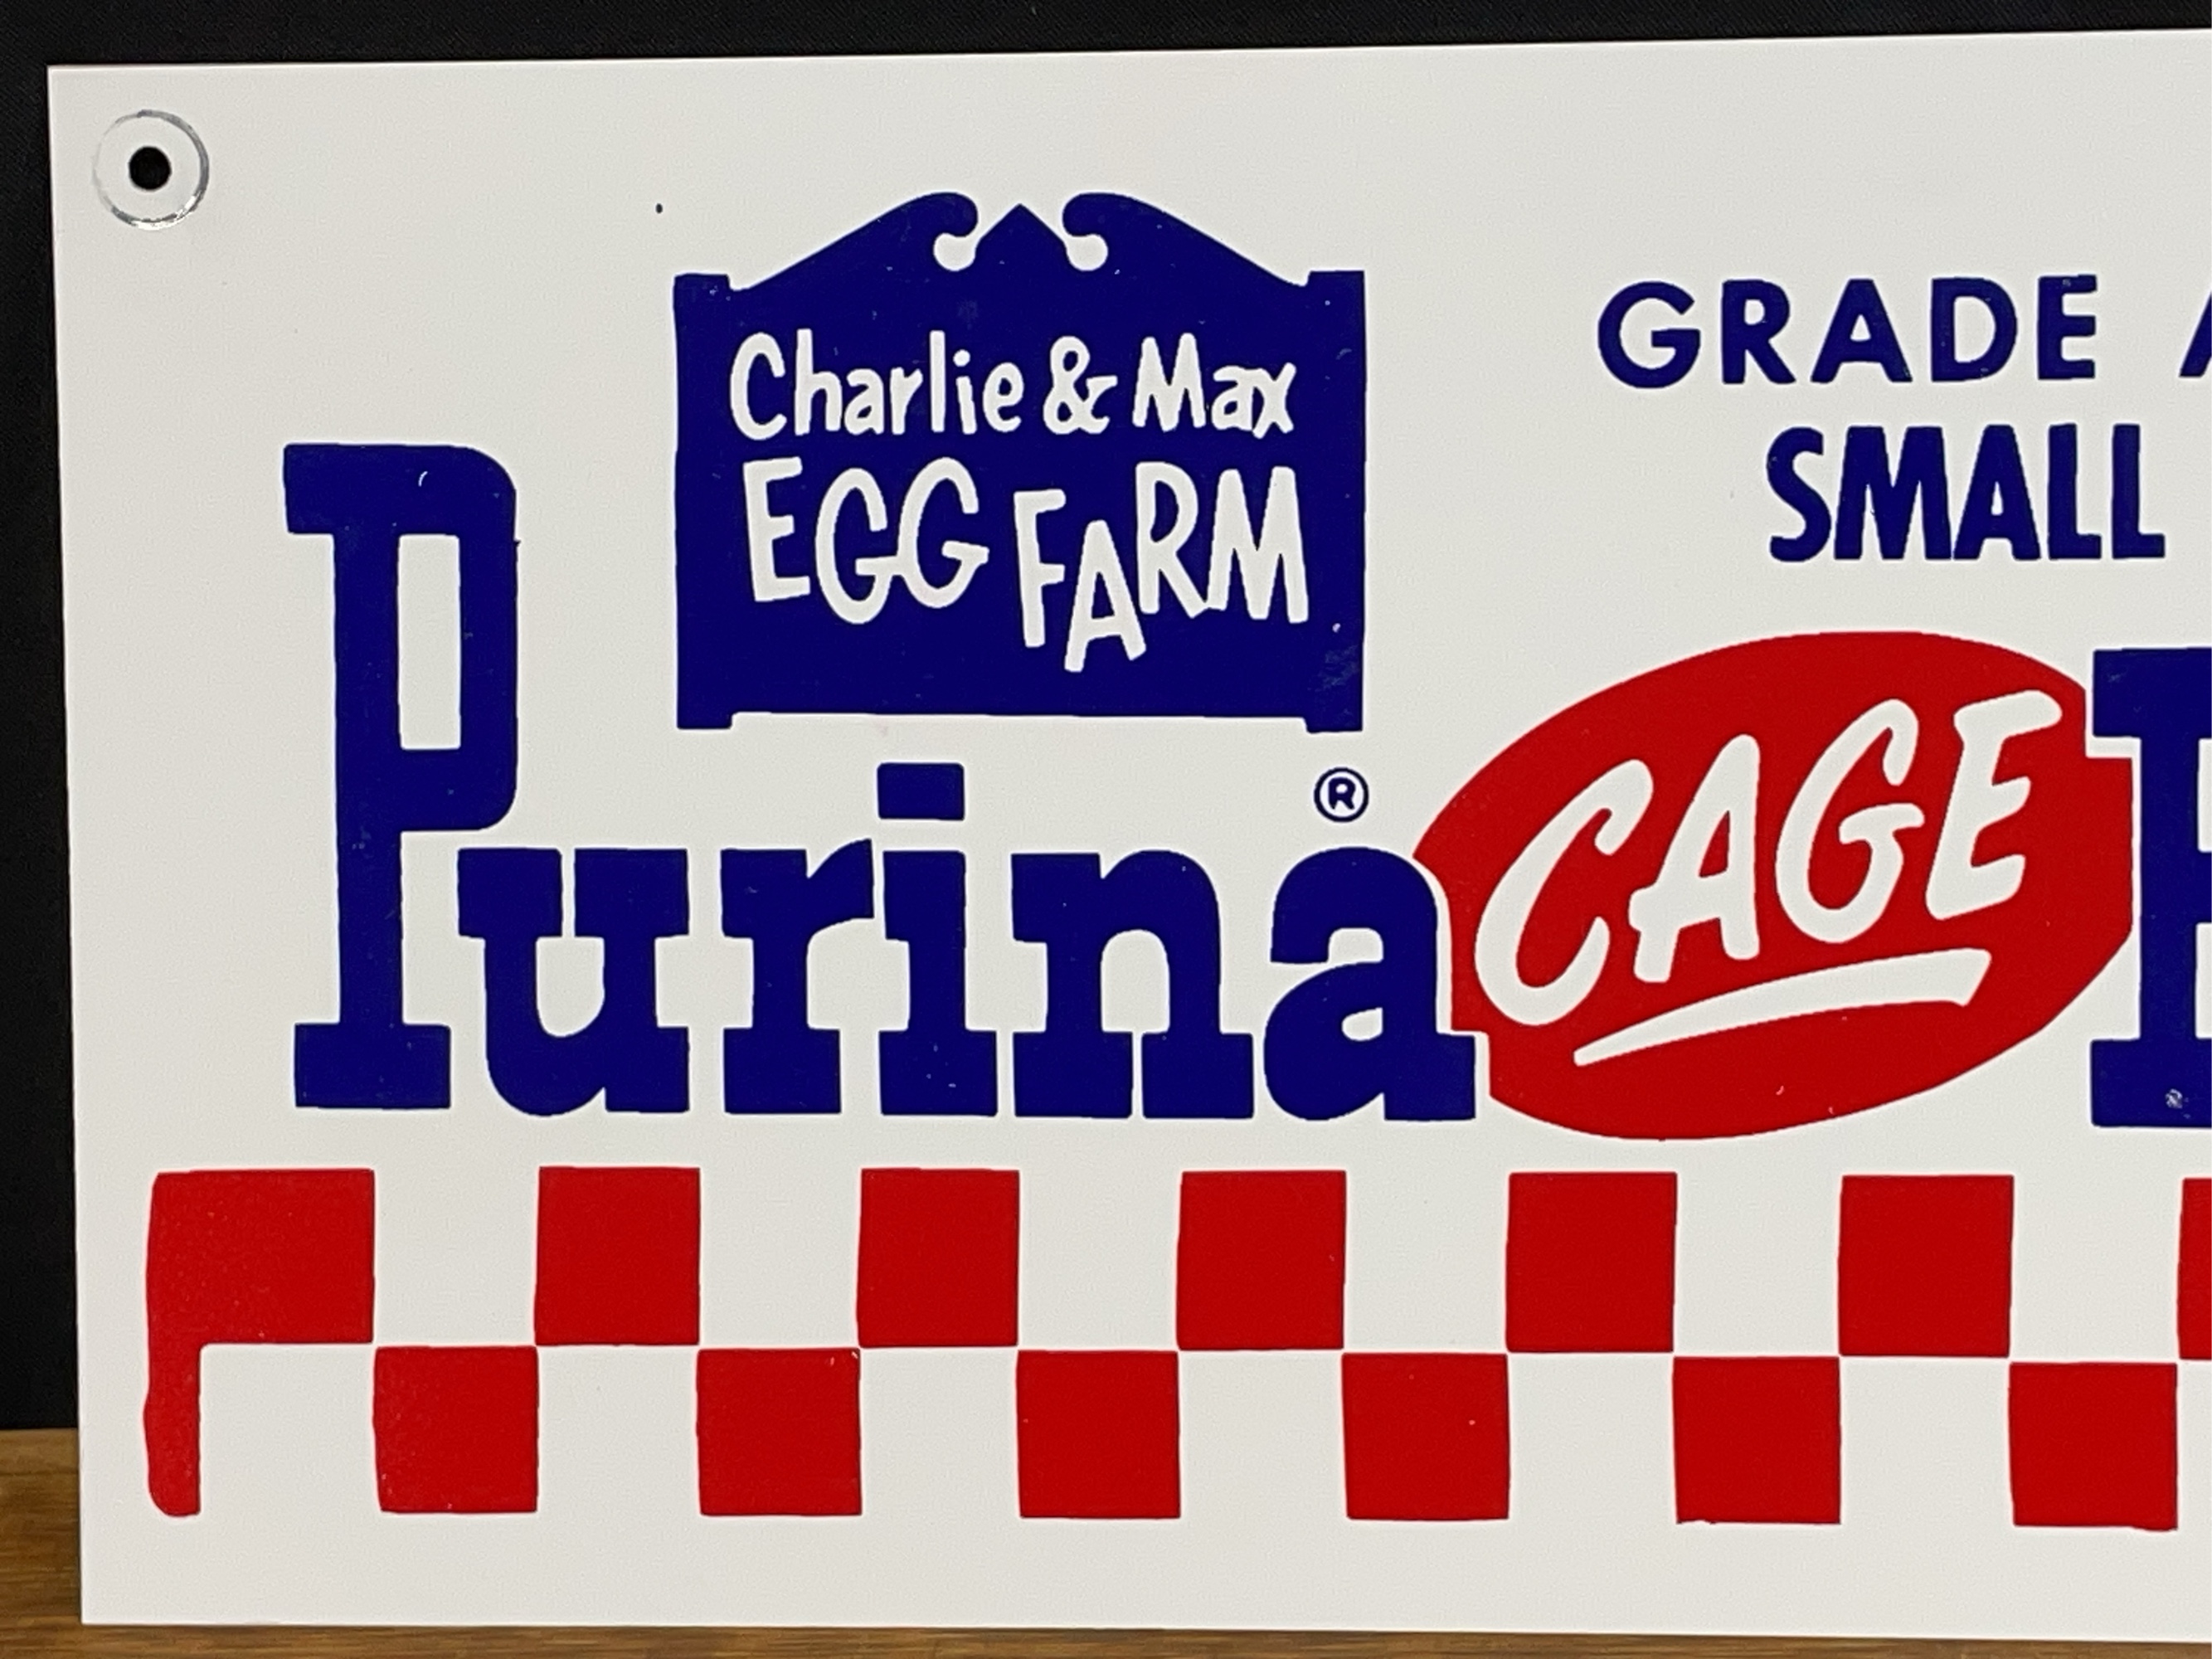 Charlie & Max
EGG FARM
GRADE A
SMALL
Purina® CAGE